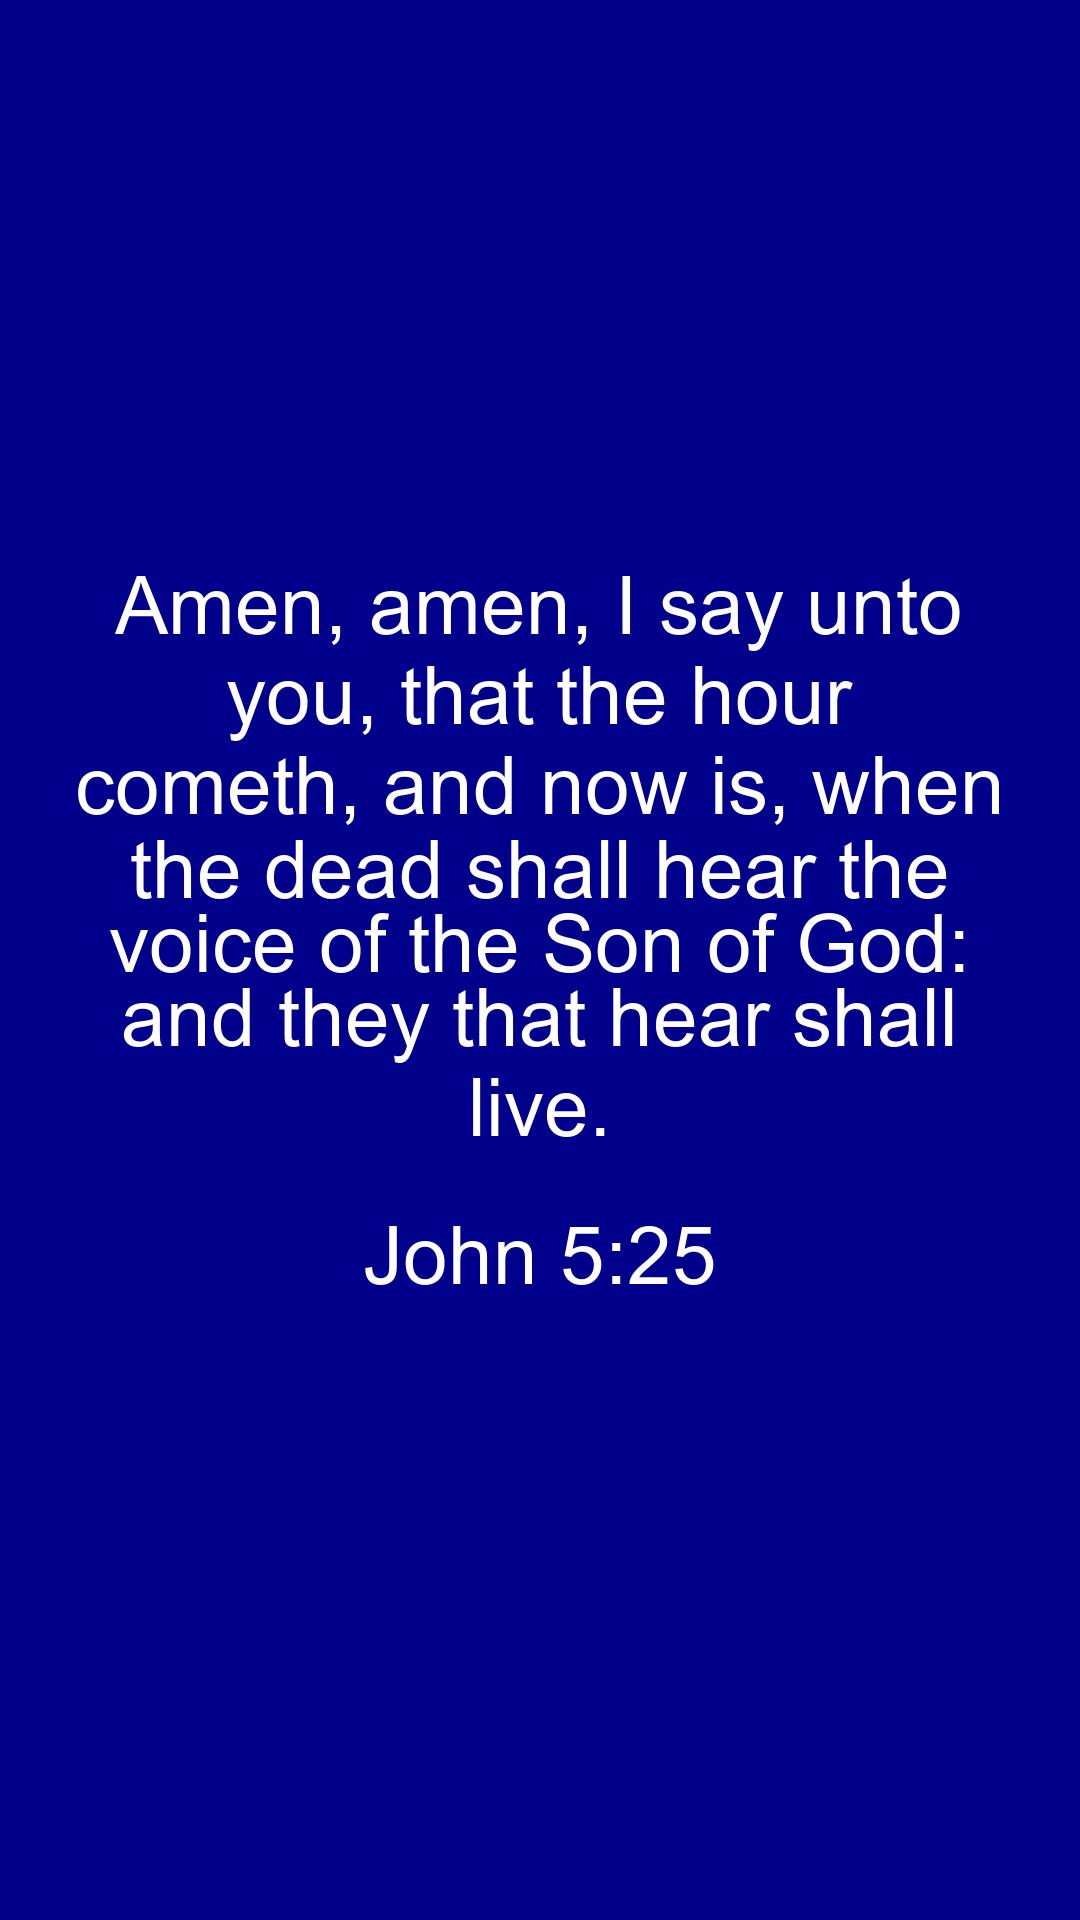 Amen, amen, I say unto
you, that the hour
cometh, and now is, when
the dead shall hear the
voice of the Son of God:
and they that hear shall
live.
John 5:25